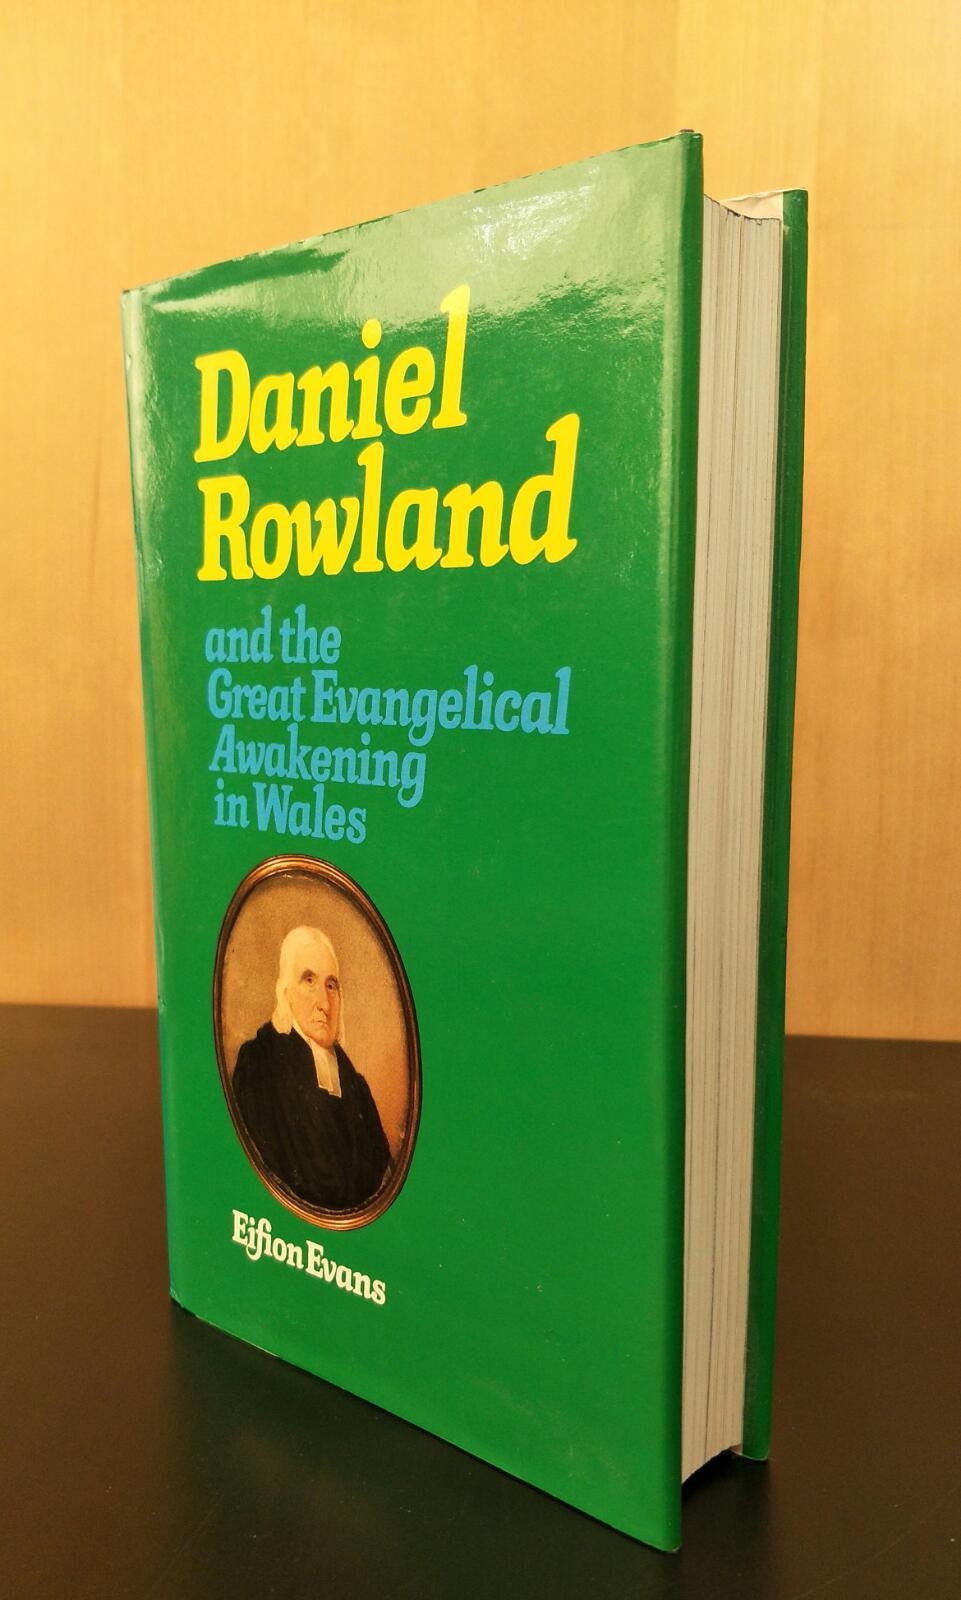 Daniel
Rowland
and the
Great Evangelical
Awakening
in Wales
Eifion Evans